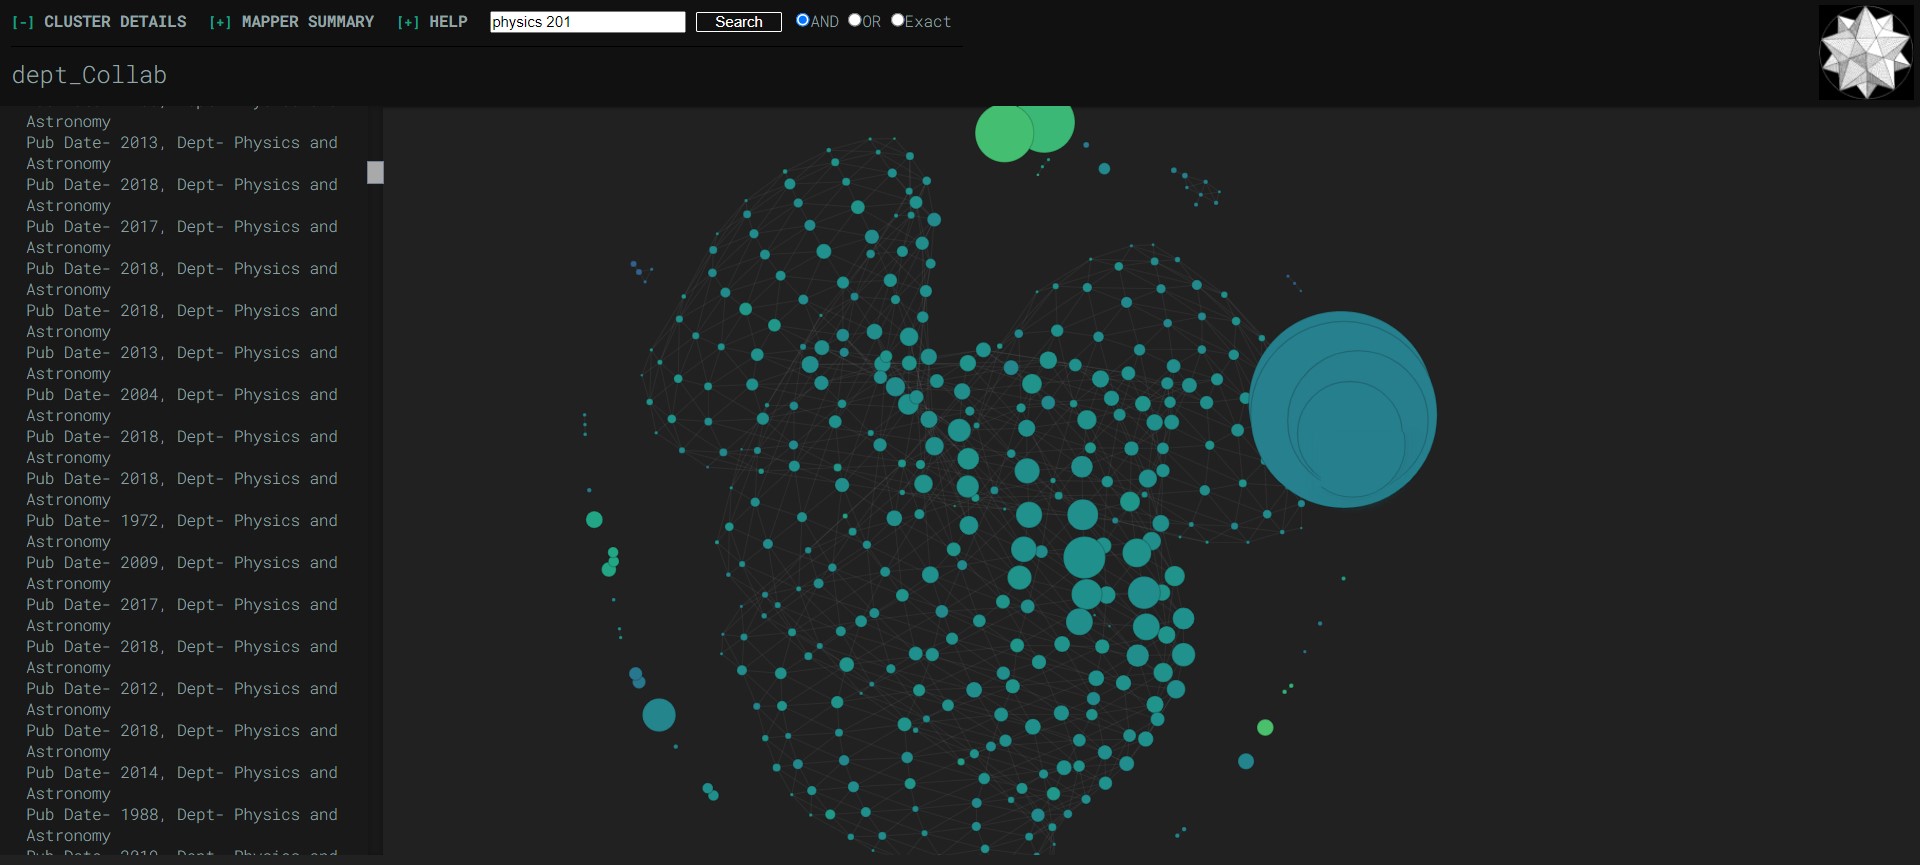 [-] CLUSTER DETAILS [+] MAPPER SUMMARY [+] HELP physics 201 Search AND OR Exact
dept_Collab
Astronomy
Pub Date- 2013, Dept- Physics and
Astronomy
Pub Date- 2018, Dept- Physics and
Astronomy
Pub Date- 2017, Dept- Physics and
Astronomy
Pub Date- 2018, Dept- Physics and
Astronomy
Pub Date- 2018, Dept- Physics and
Astronomy
Pub Date- 2013, Dept- Physics and
Astronomy
Pub Date- 2004, Dept- Physics and
Astronomy
Pub Date- 2018, Dept- Physics and
Astronomy
Pub Date- 2018, Dept- Physics and
Astronomy
Pub Date- 1972, Dept- Physics and
Astronomy
Pub Date- 2009, Dept- Physics and
Astronomy
Pub Date- 2017, Dept- Physics and
Astronomy
Pub Date- 2018, Dept- Physics and
Astronomy
Pub Date- 2012, Dept- Physics and
Astronomy
Pub Date- 2018, Dept- Physics and
Astronomy
Pub Date- 2014, Dept- Physics and
Astronomy
Pub Date- 1988, Dept- Physics and
Astronomy